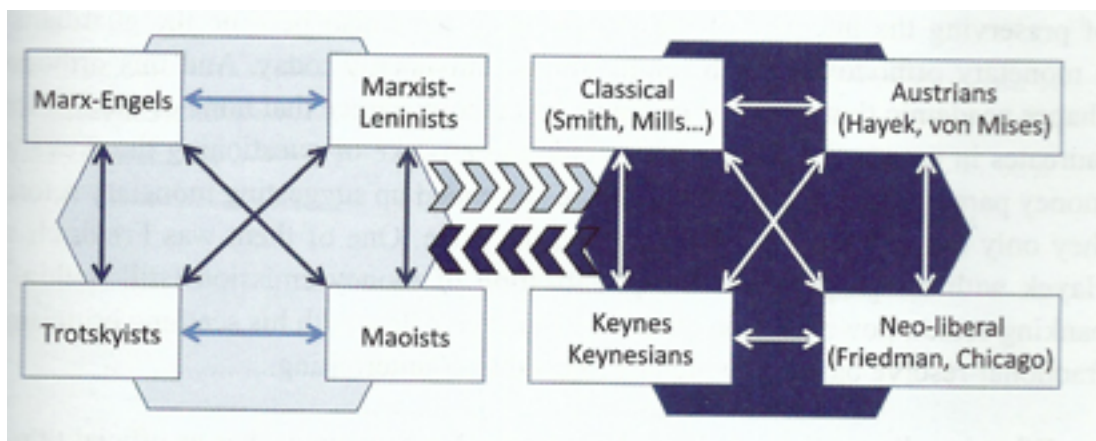 Marx-Engels
Marxist-
Leninists
Classical
(Smith, Mills...)
Austrians
(Hayek, von Mises)
Trotskyists
Maoists
Keynes
Keynesians
Neo-liberal
(Friedman, Chicago)